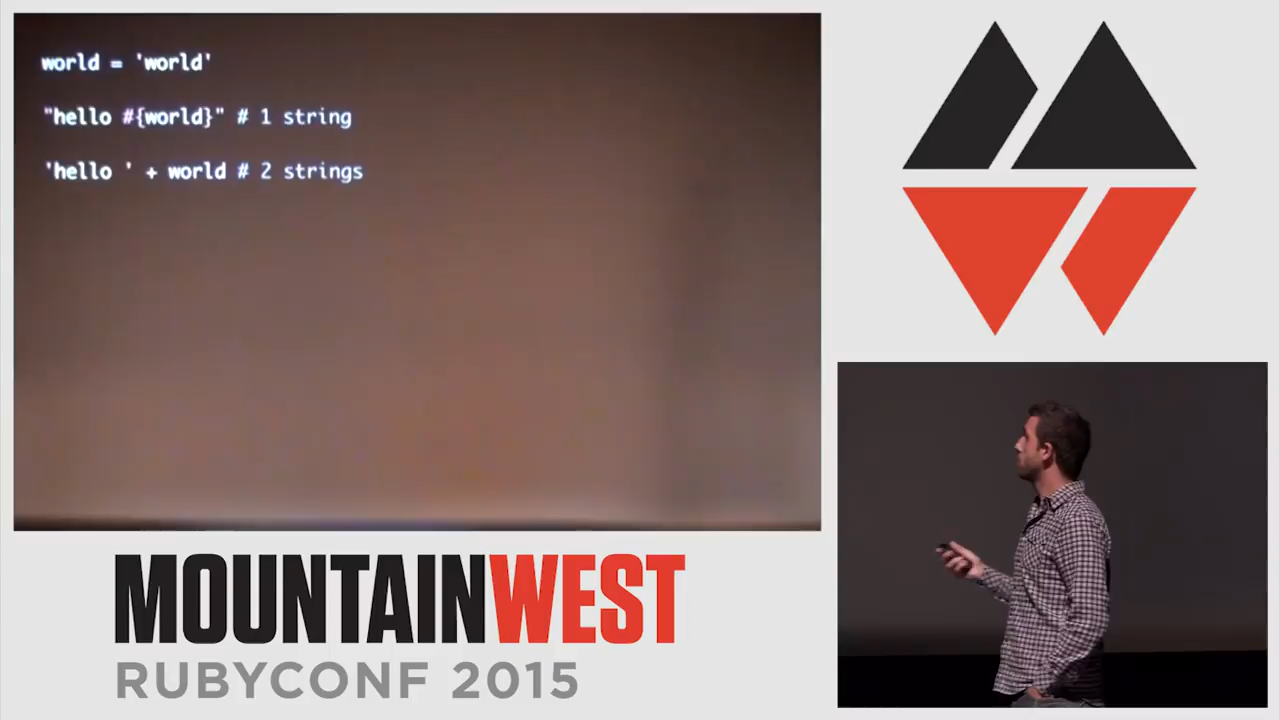 world = 'world'
"hello #{world}" # 1 string
'hello ' + world # 2 strings
MOUNTAINWEST
RUBYCONF 2015